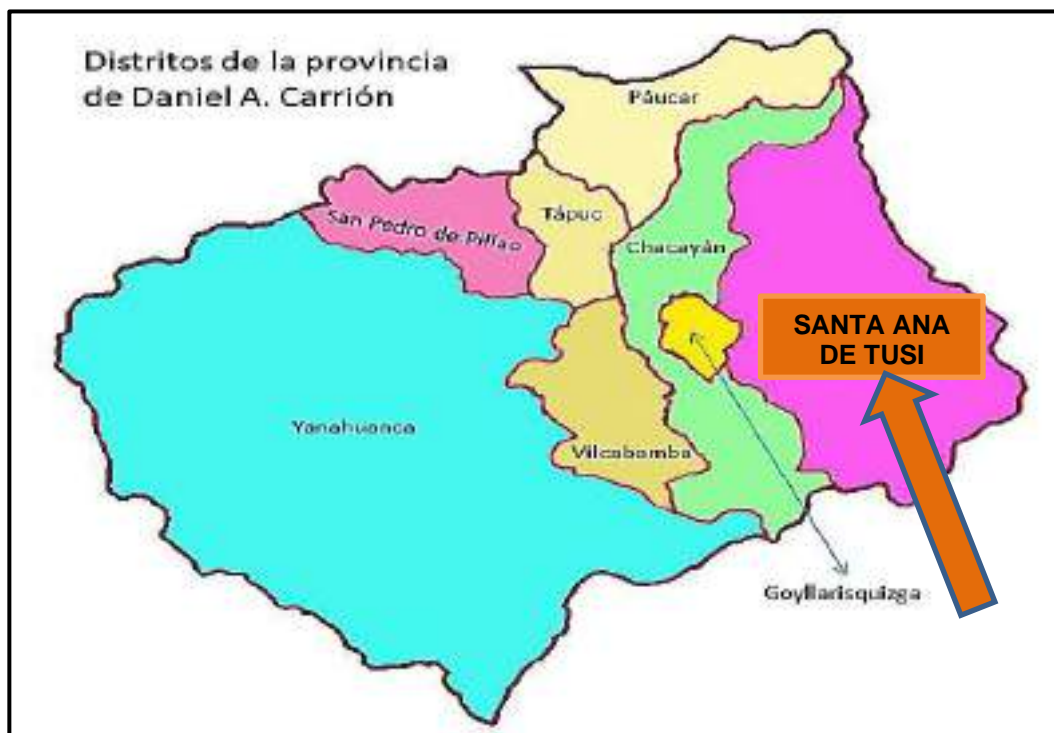 Distritos de la provincia
de Daniel A. Carrión
Páucar
San Pedro de Pillao
Tápuc
Chacayán
SANTA ANA
DE TUSI
Yanahuanca
Vilcabamba
Goyllarisquizga